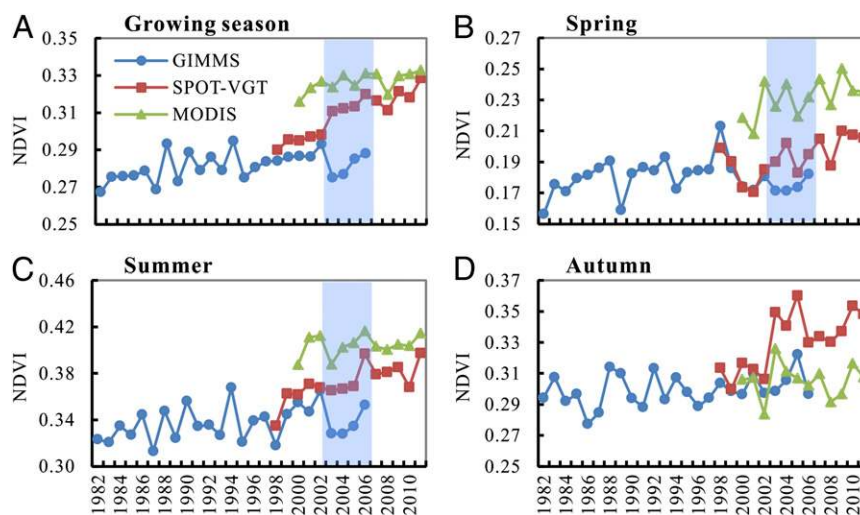 A Growing season
0.35
0.33
0.31
0.29
0.27
0.25
NDVI
GIMMS
SPOT-VGT
MODIS
B Spring
0.27
0.25
0.23
0.21
0.19
0.17
0.15
NDVI
C Summer
0.46
0.42
0.38
0.34
0.30
NDVI
1982 1984 1986 1988 1990 1992 1994 1996 1998 2000 2002 2004 2006 2008 2010
D Autumn
0.37
0.35
0.33
0.31
0.29
0.27
0.25
NDVI
1982 1984 1986 1988 1990 1992 1994 1996 1998 2000 2002 2004 2006 2008 2010